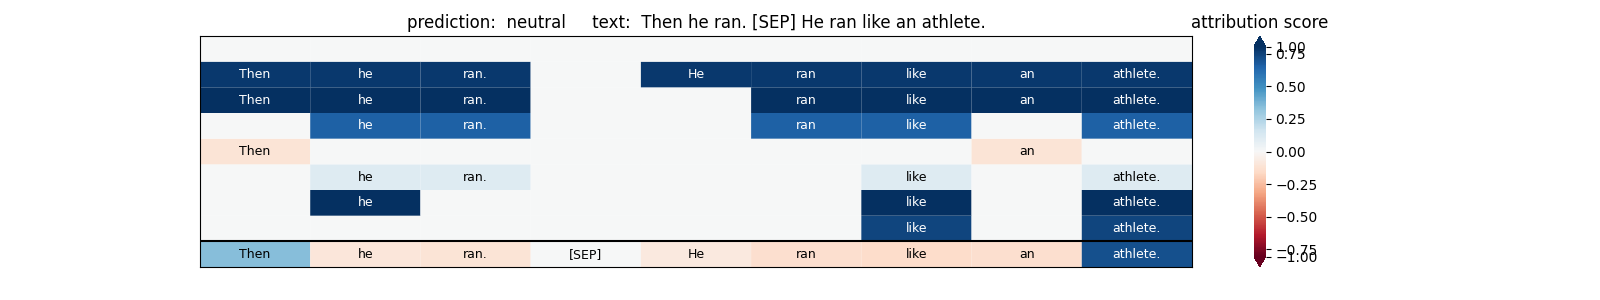 prediction:  neutral     text:  Then he ran. [SEP] He ran like an athlete.
attribution score
Then he ran. He ran like an athlete.
Then he ran. ran like an athlete.
he ran. ran like athlete.
Then an
he ran. like athlete.
he like athlete.
like athlete.
Then he ran. [SEP] He ran like an athlete.
1.00
0.75
0.50
0.25
0.00
−0.25
−0.50
−0.75
−1.00